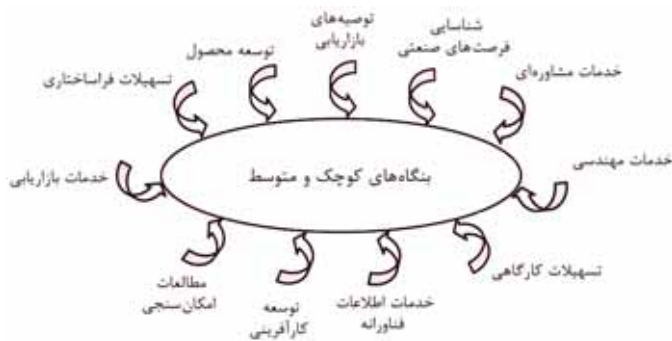 شناسایی
فرصت‌های صنعتی
توصیه‌های
بازاریابی
توسعه محصول
تسهیلات فراساختاری
خدمات مشاوره‌ای
خدمات مهندسی
بنگاه‌های کوچک و متوسط
خدمات بازاریابی
تسهیلات کارگاهی
خدمات اطلاعات
فناورانه
توسعه
کارآفرینی
مطالعات
امکان‌سنجی